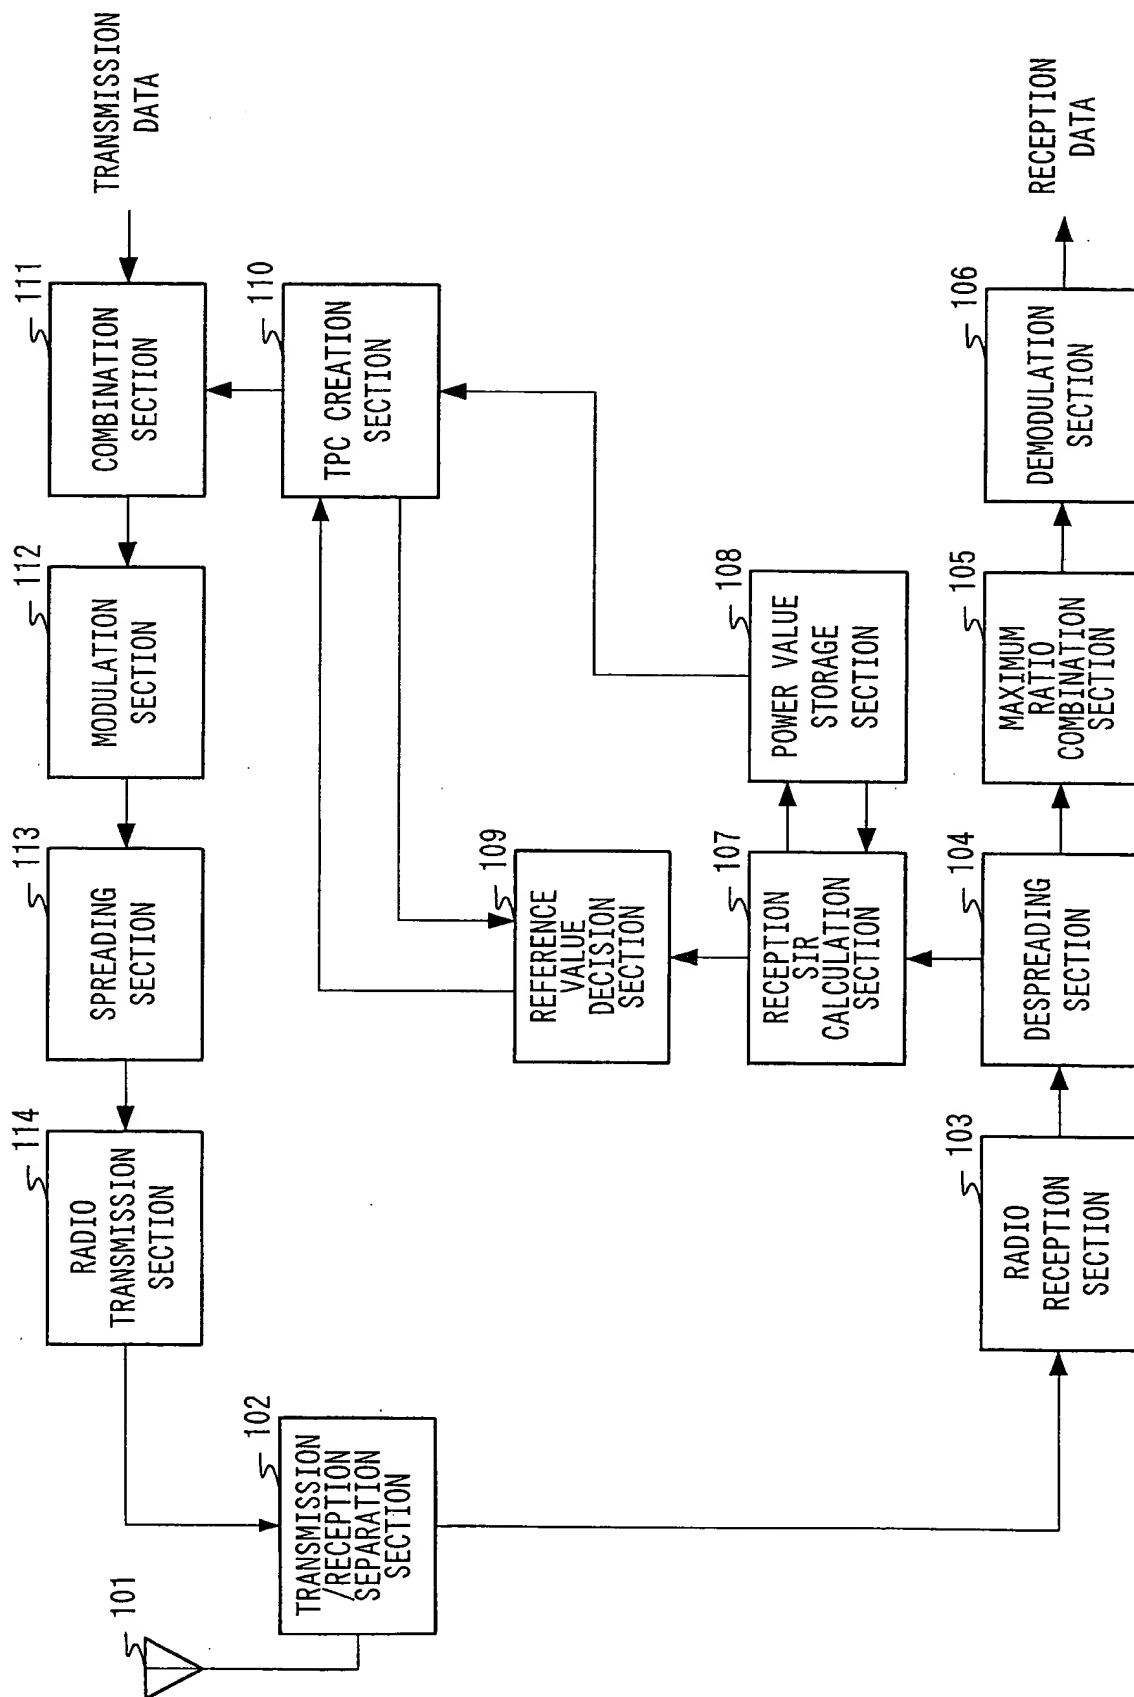 101
102
TRANSMISSION
/RECEPTION
SEPARATION
SECTION
114
RADIO
TRANSMISSION
SECTION
113
SPREADING
SECTION
112
MODULATION
SECTION
111
COMBINATION
SECTION
TRANSMISSION
DATA
110
TPC CREATION
SECTION
109
REFERENCE
VALUE
DECISION
SECTION
108
POWER VALUE
STORAGE
SECTION
107
RECEPTION
SIR
CALCULATION
SECTION
103
RADIO
RECEPTION
SECTION
104
DESPREADING
SECTION
105
MAXIMUM
RATIO
COMBINATION
SECTION
106
DEMODULATION
SECTION
RECEPTION
DATA